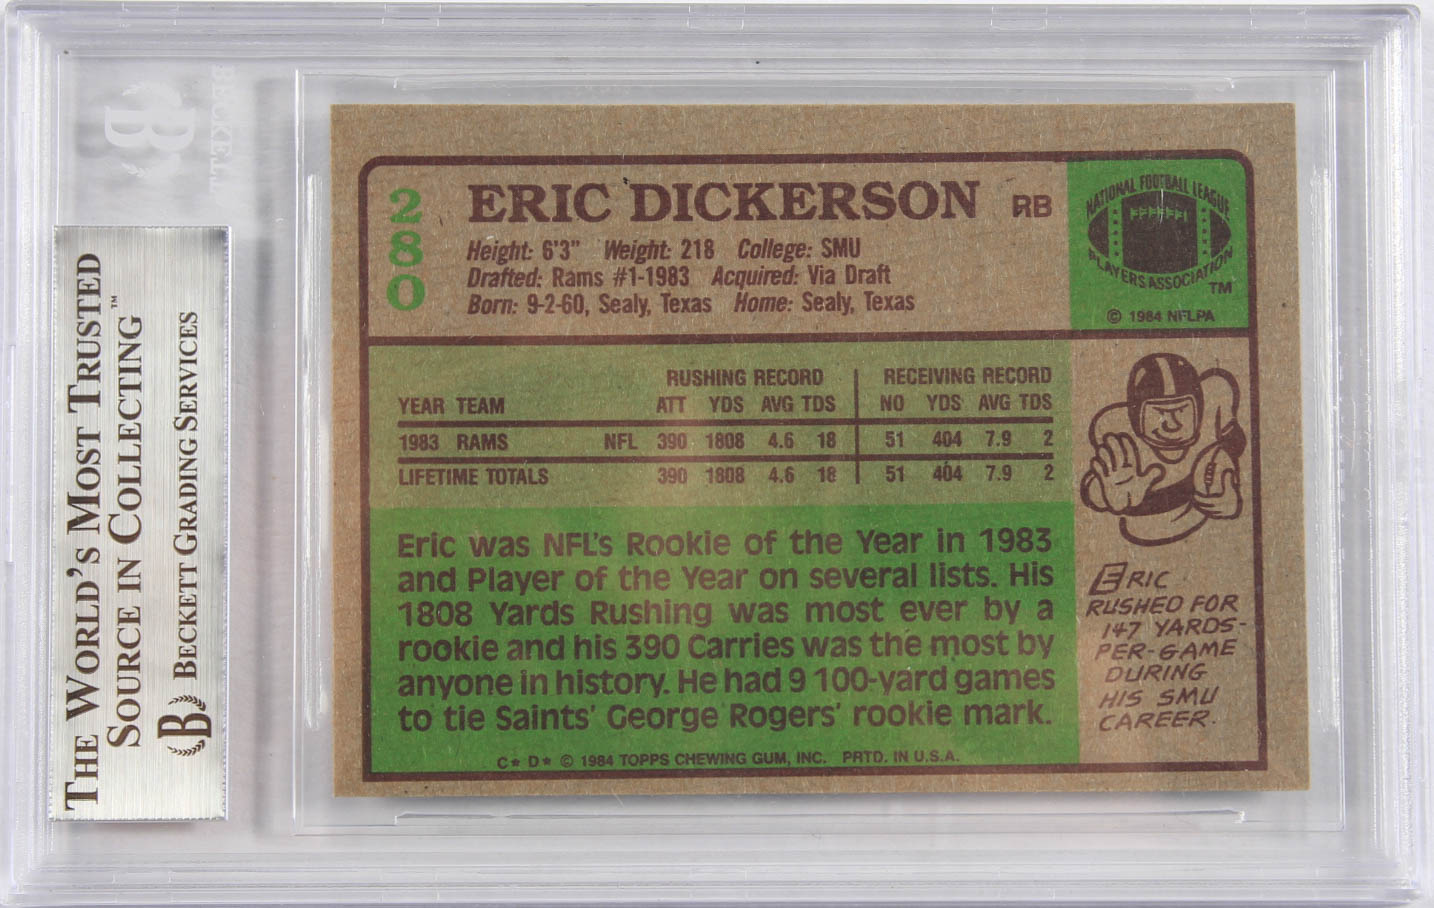 BECKETT
THE WORLD'S MOST TRUSTED
SOURCE IN COLLECTING™
B BECKETT GRADING SERVICES
280
ERIC DICKERSON RB
Height: 6'3" Weight: 218 College: SMU
Drafted: Rams #1-1983 Acquired: Via Draft
Born: 9-2-60, Sealy, Texas Home: Sealy, Texas
NATIONAL FOOTBALL LEAGUE
PLAYERS ASSOCIATION
TM
© 1984 NFLPA
RUSHING RECORD RECEIVING RECORD
YEAR TEAM ATT YDS AVG TDS NO YDS AVG TDS
1983 RAMS NFL 390 1808 4.6 18 51 404 7.9 2
LIFETIME TOTALS 390 1808 4.6 18 51 404 7.9 2
Eric was NFL's Rookie of the Year in 1983
and Player of the Year on several lists. His
1808 Yards Rushing was most ever by a
rookie and his 390 Carries was the most by
anyone in history. He had 9 100-yard games
to tie Saints' George Rogers' rookie mark.
ERIC
RUSHED FOR
147 YARDS-
PER-GAME
DURING
HIS SMU
CAREER.
C* D* © 1984 TOPPS CHEWING GUM, INC. PRTD. IN U.S.A.